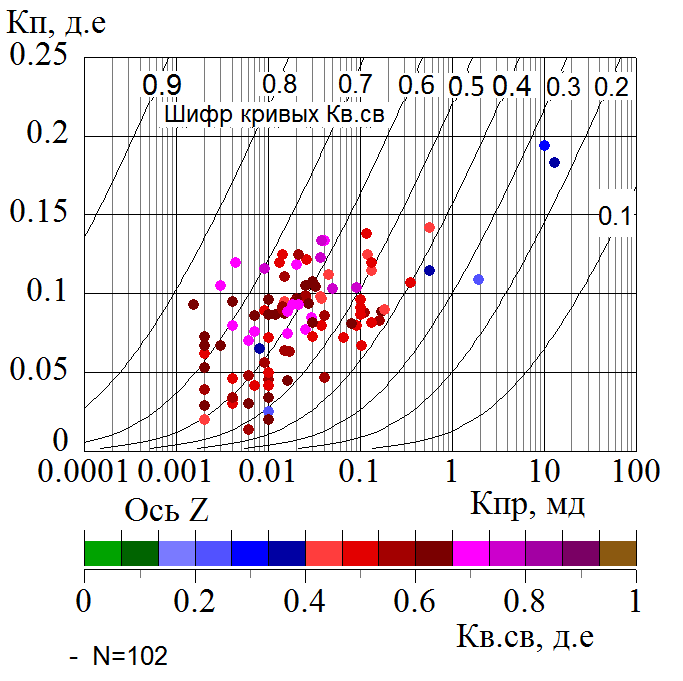 Кп, д.е
0.25
0.9 0.8 0.7 0.6 0.5 0.4 0.3 0.2
Шифр кривых Кв.св
0.2
0.15
0.1
0.1
0.05
0
0.0001 0.001 0.01 0.1 1 10 100
Ось Z
Кпр, мд
0 0.2 0.4 0.6 0.8 1
Кв.св, д.е
- N=102